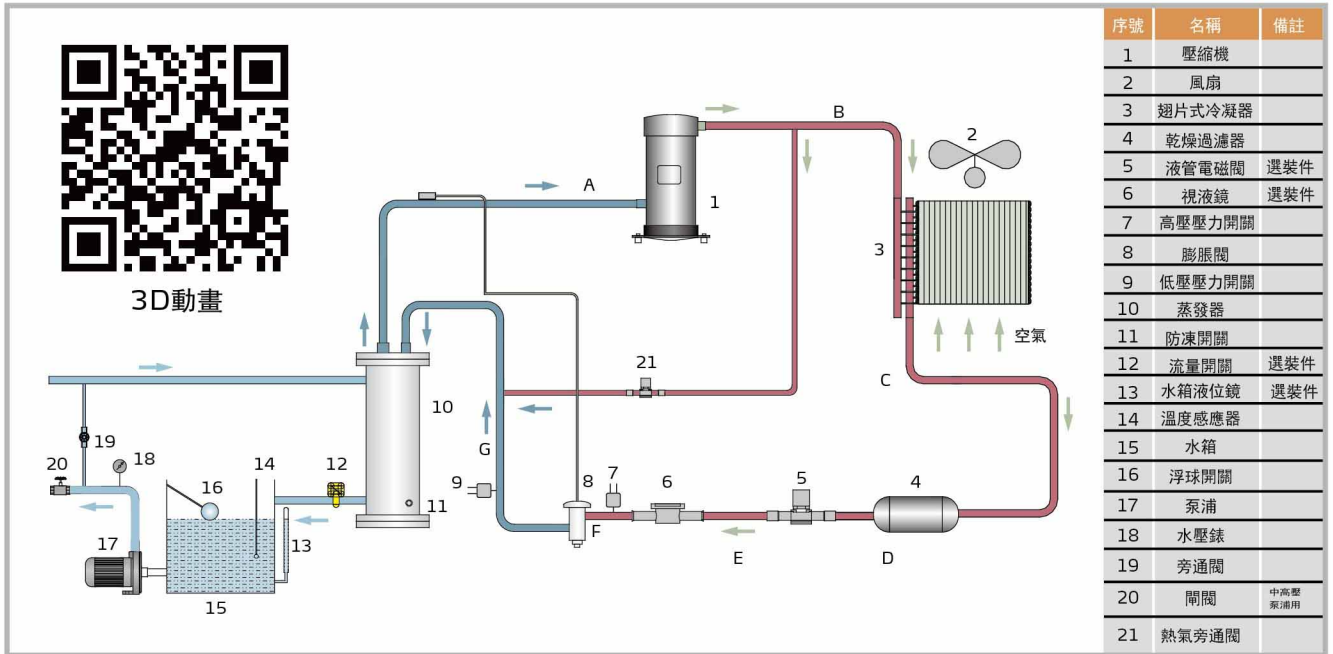 3D動畫
A
B
1
2
3
空氣
C
21
10
G
19
20
18
14
12
16
9
11
8
7
6
5
4
F
17
13
E
D
15
序號 名稱 備註
1 壓縮機
2 風扇
3 翅片式冷凝器
4 乾燥過濾器
5 液管電磁閥 選裝件
6 視液鏡 選裝件
7 高壓壓力開關
8 膨脹閥
9 低壓壓力開關
10 蒸發器
11 防凍開關
12 流量開關 選裝件
13 水箱液位鏡 選裝件
14 溫度感應器
15 水箱
16 浮球開關
17 泵浦
18 水壓錶
19 旁通閥
20 閘閥 中高壓
泵浦用
21 熱氣旁通閥